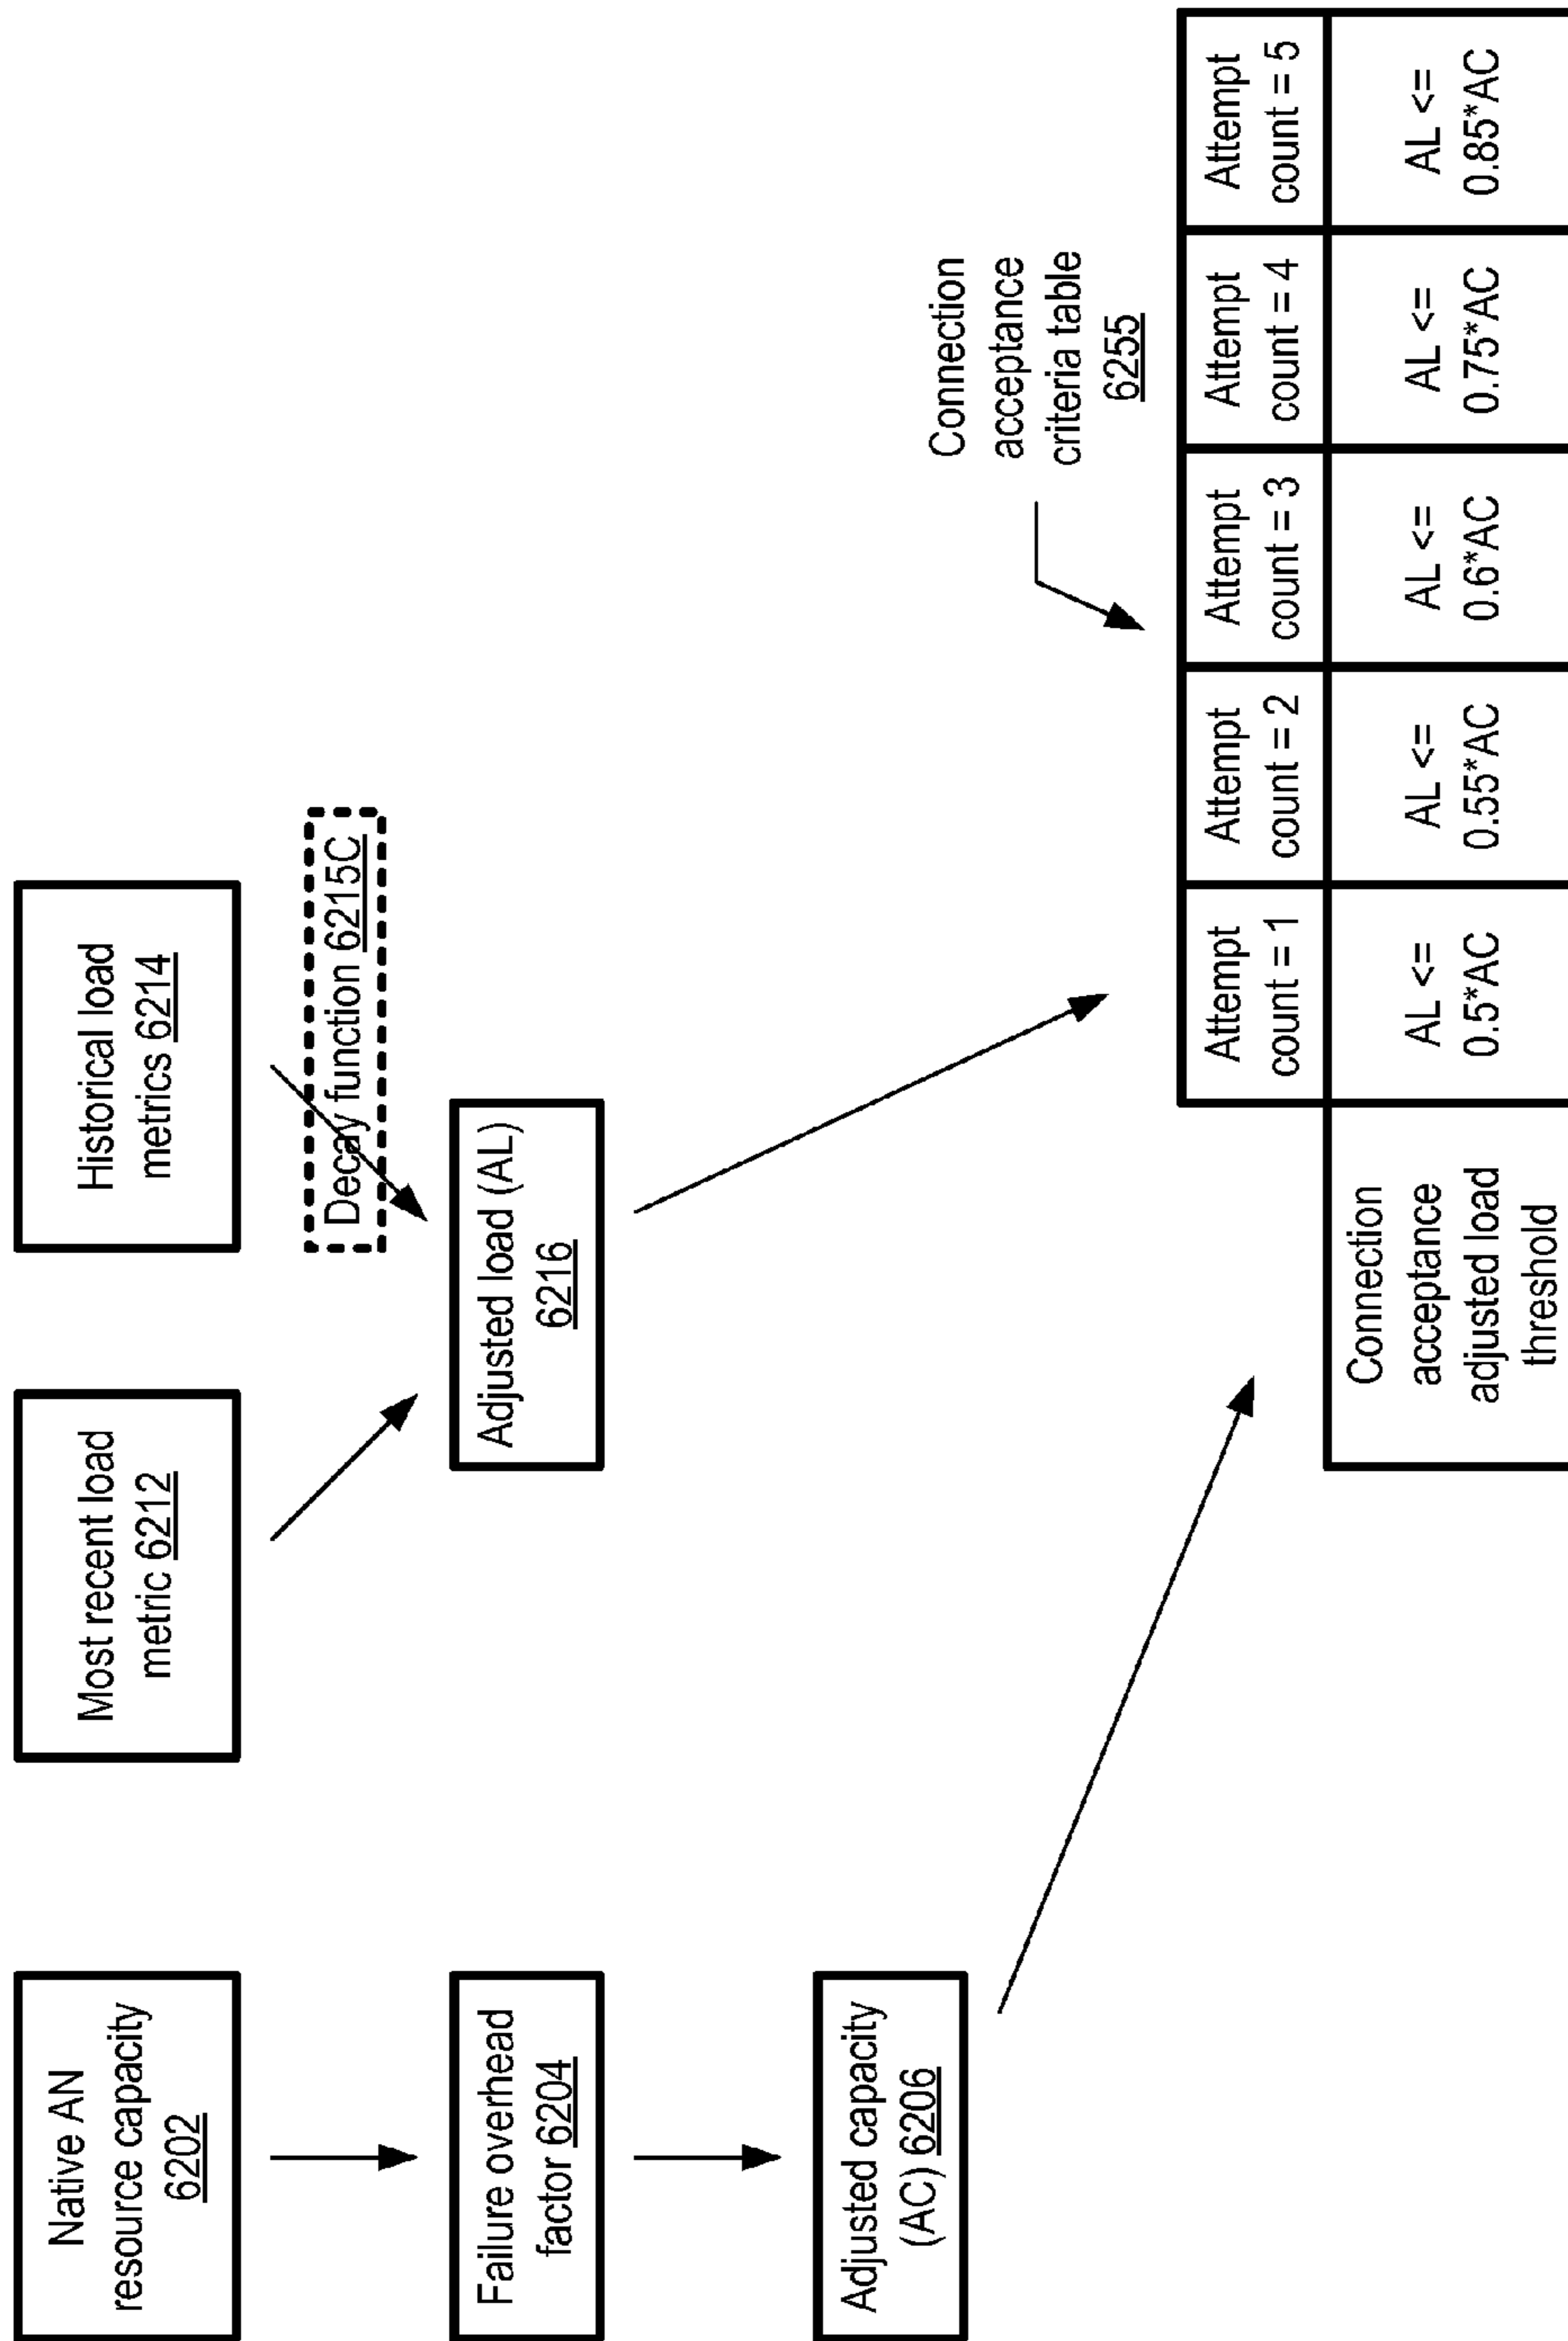 Native AN
resource capacity
6202
Most recent load
metric 6212
Historical load
metrics 6214
Decay function 6215C
Failure overhead
factor 6204
Adjusted load (AL)
6216
Adjusted capacity
(AC) 6206
Connection
acceptance
criteria table
6255
Attempt
count = 1
Attempt
count = 2
Attempt
count = 3
Attempt
count = 4
Attempt
count = 5
Connection
acceptance
adjusted load
threshold
AL <=
0.5*AC
AL <=
0.55*AC
AL <=
0.6*AC
AL <=
0.75*AC
AL <=
0.85*AC